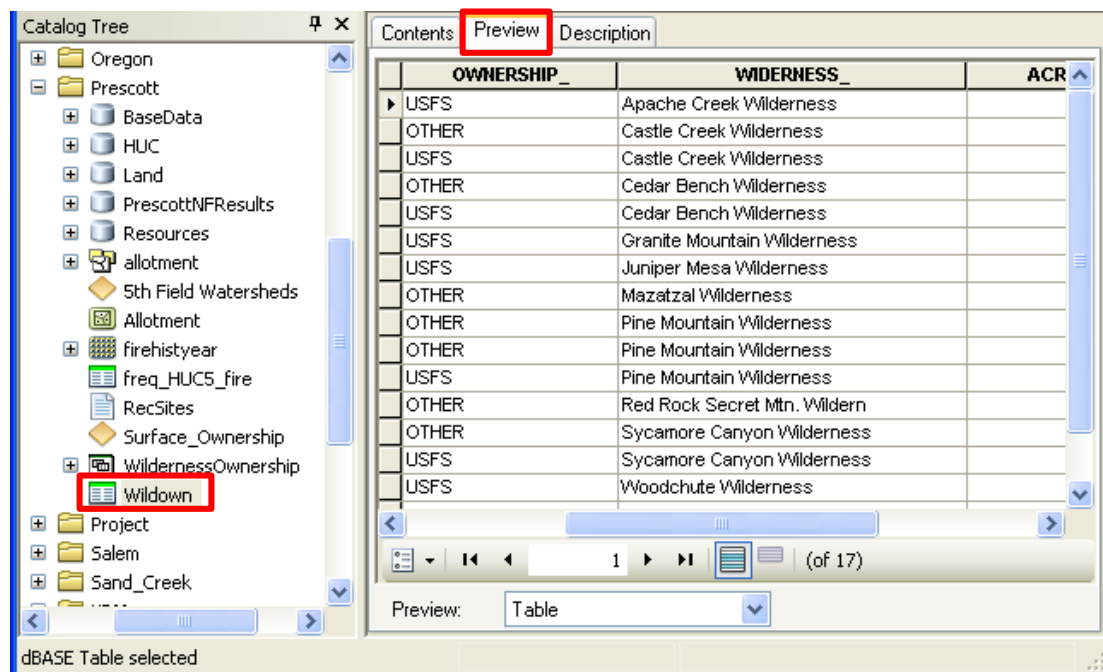 Catalog Tree
Oregon
Prescott
BaseData
HUC
Land
PrescottNFResults
Resources
allotment
5th Field Watersheds
Allotment
firehistyear
freq_HUC5_fire
RecSites
Surface_Ownership
WildernessOwnership
Wildown
Project
Salem
Sand_Creek
Contents Preview Description
OWNERSHIP_ WIDERNESS_ ACR
USFS Apache Creek Wilderness
OTHER Castle Creek Wilderness
USFS Castle Creek Wilderness
OTHER Cedar Bench Wilderness
USFS Cedar Bench Wilderness
USFS Granite Mountain Wilderness
USFS Juniper Mesa Wilderness
OTHER Mazatzal Wilderness
OTHER Pine Mountain Wilderness
OTHER Pine Mountain Wilderness
USFS Pine Mountain Wilderness
OTHER Red Rock Secret Mtn. Wildern
OTHER Sycamore Canyon Wilderness
USFS Sycamore Canyon Wilderness
USFS Woodchute Wilderness
1 (of 17)
Preview: Table
dBASE Table selected